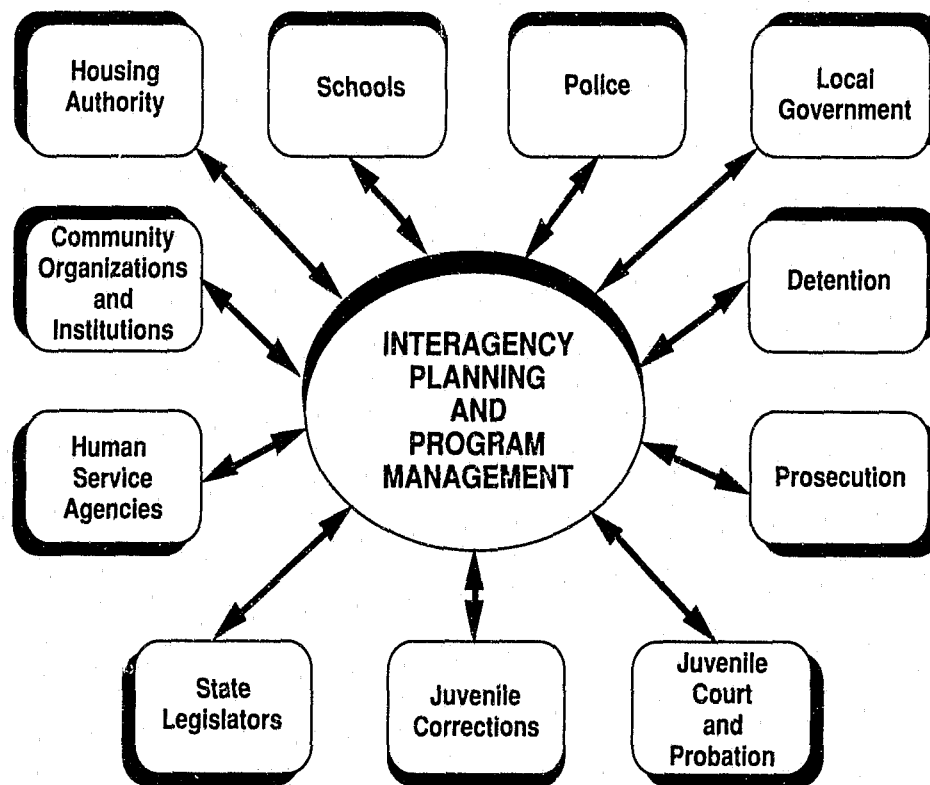 Housing
Authority
Schools
Police
Local
Government
Community
Organizations
and
Institutions
Detention
INTERAGENCY
PLANNING
AND
PROGRAM
MANAGEMENT
Human
Service
Agencies
Prosecution
State
Legislators
Juvenile
Corrections
Juvenile
Court
and
Probation